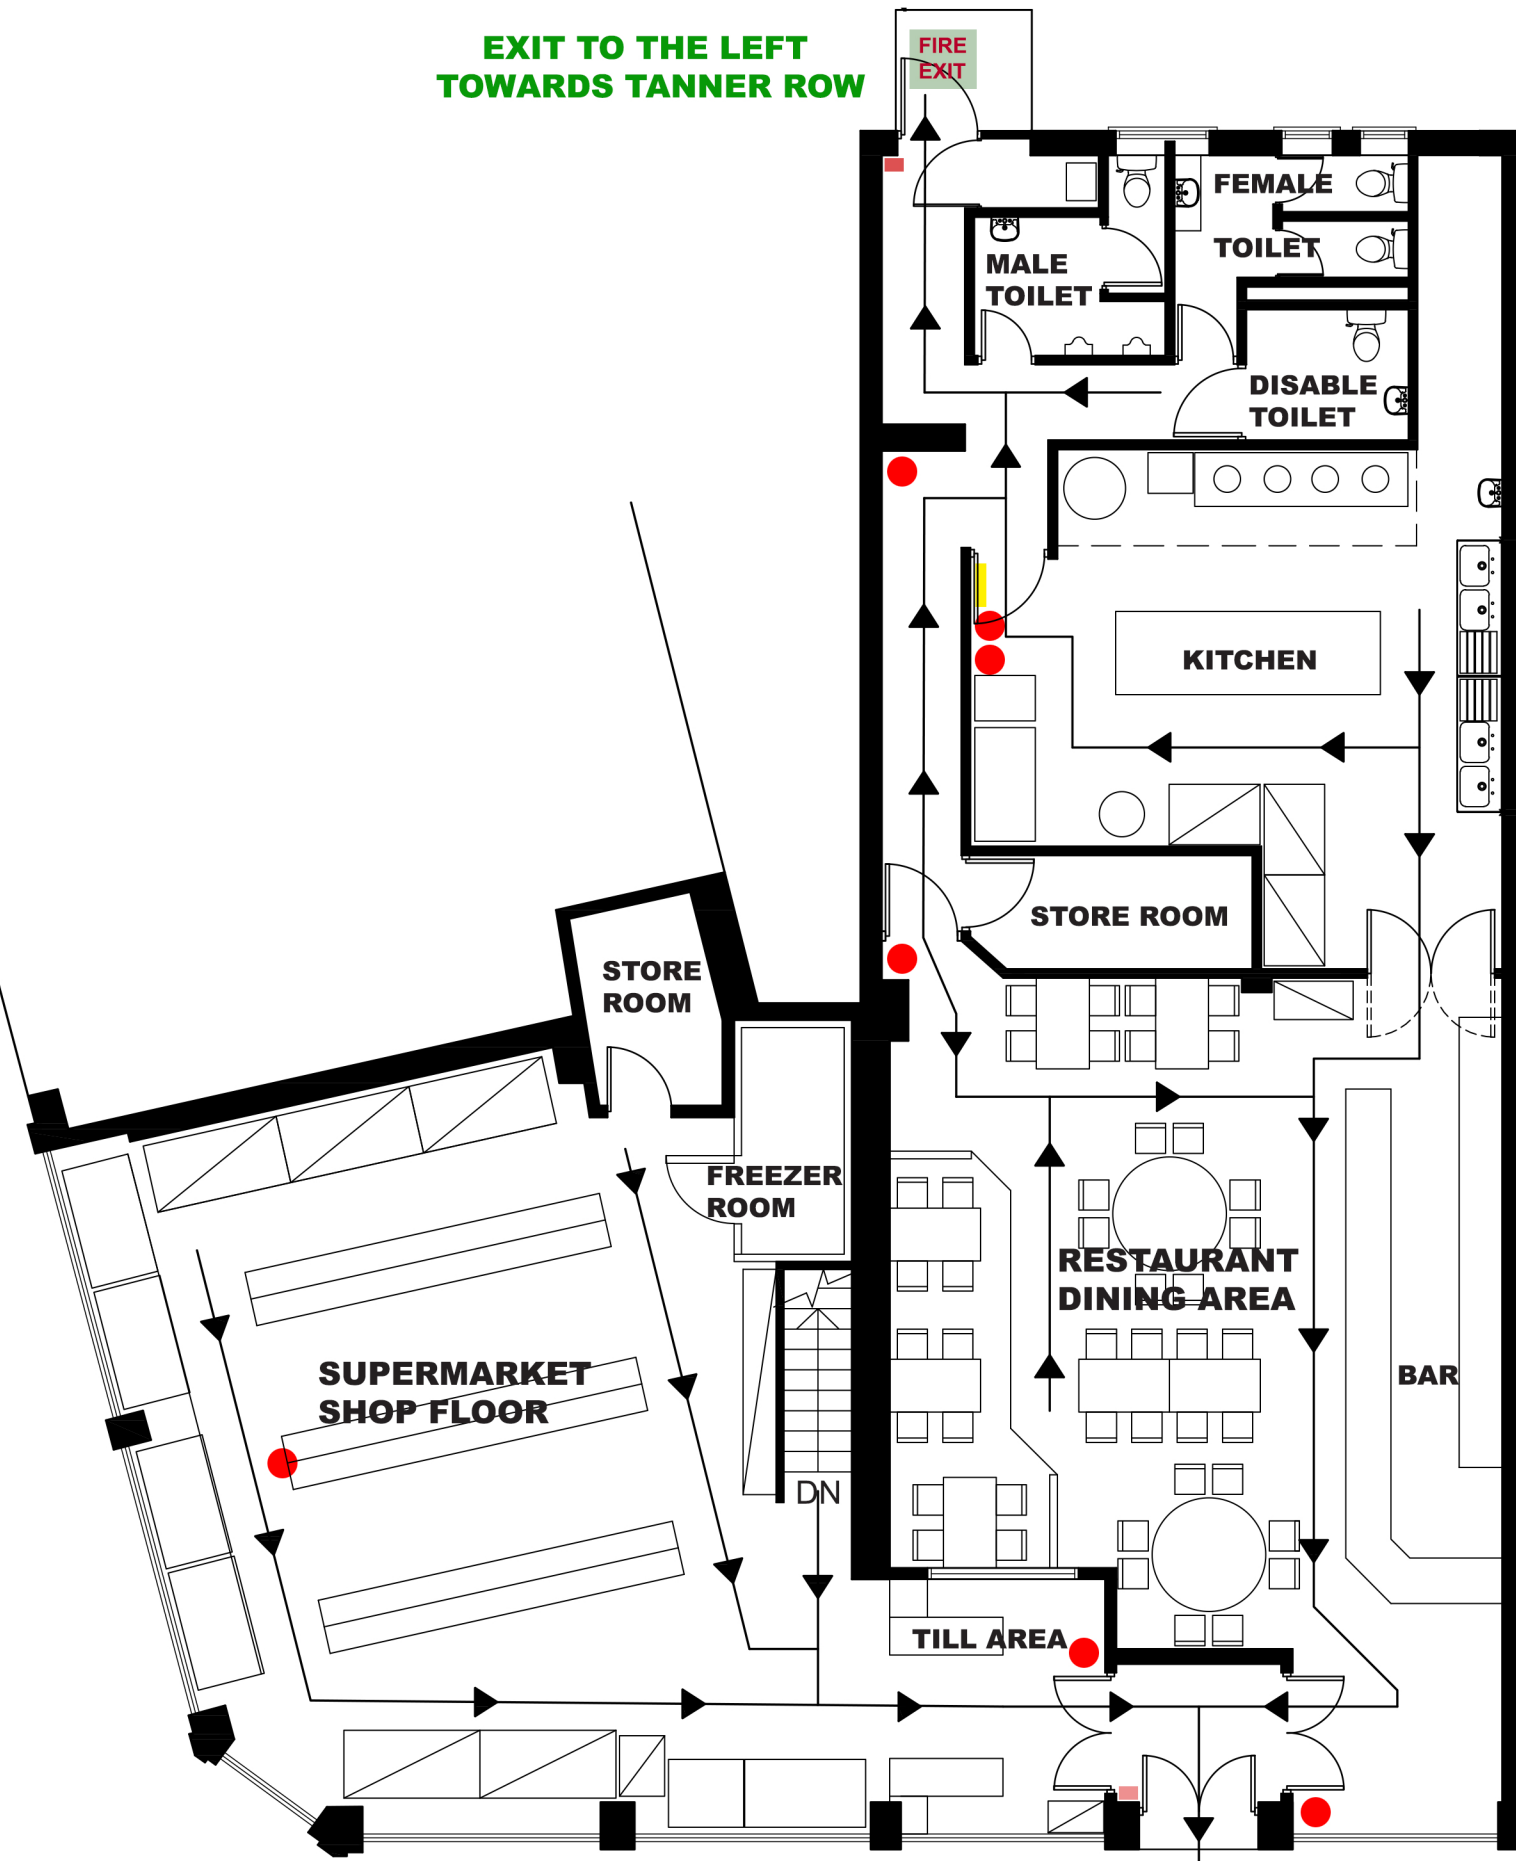 EXIT TO THE LEFT
TOWARDS TANNER ROW
FIRE
EXIT
FEMALE
TOILET
MALE
TOILET
DISABLE
TOILET
KITCHEN
STORE ROOM
STORE
ROOM
FREEZER
ROOM
RESTAURANT
DINING AREA
SUPERMARKET
SHOP FLOOR
BAR
DN
TILL AREA